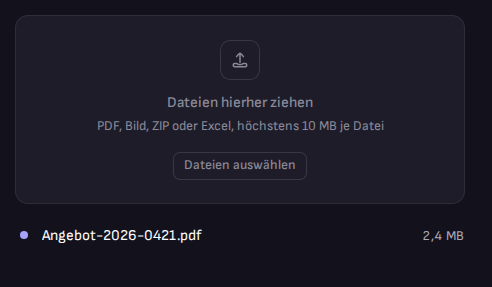 Dateien hierher ziehen
PDF, Bild, ZIP oder Excel, höchstens 10 MB je Datei
Dateien auswählen
Angebot-2026-0421.pdf 2,4 MB